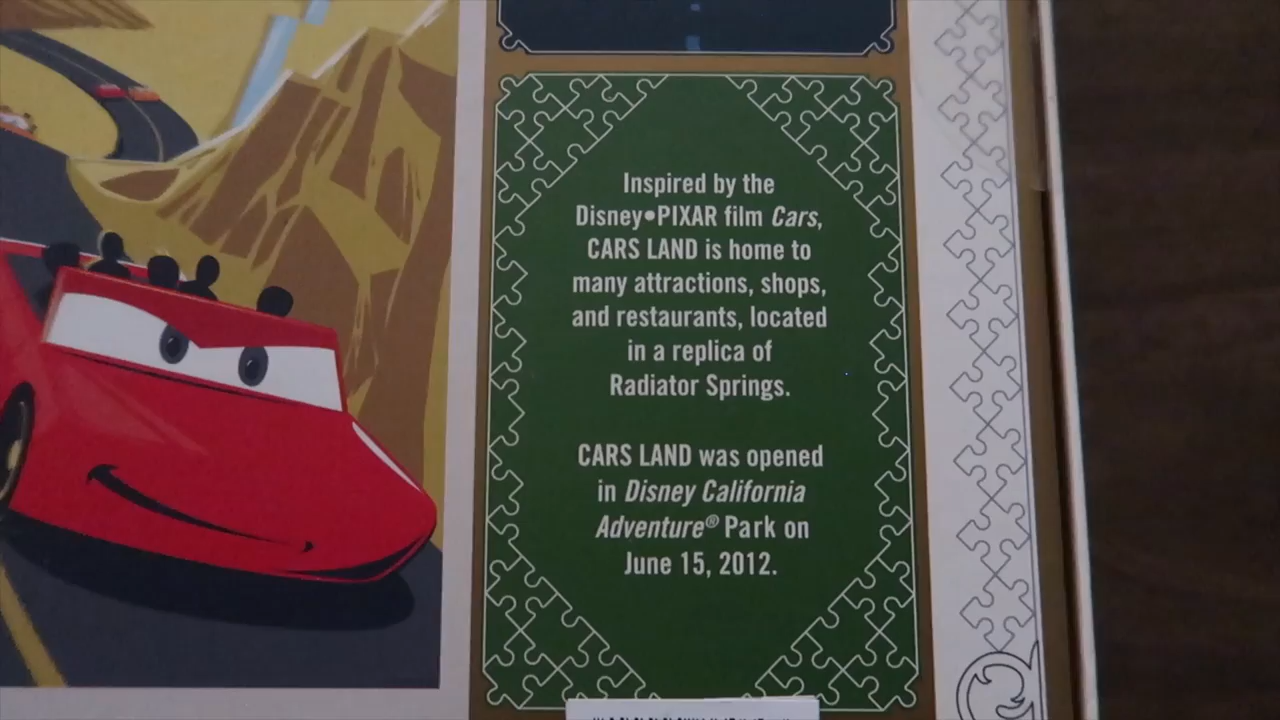 Inspired by the
Disney•PIXAR film Cars,
CARS LAND is home to
many attractions, shops,
and restaurants, located
in a replica of
Radiator Springs.
CARS LAND was opened
in Disney California
Adventure® Park on
June 15, 2012.